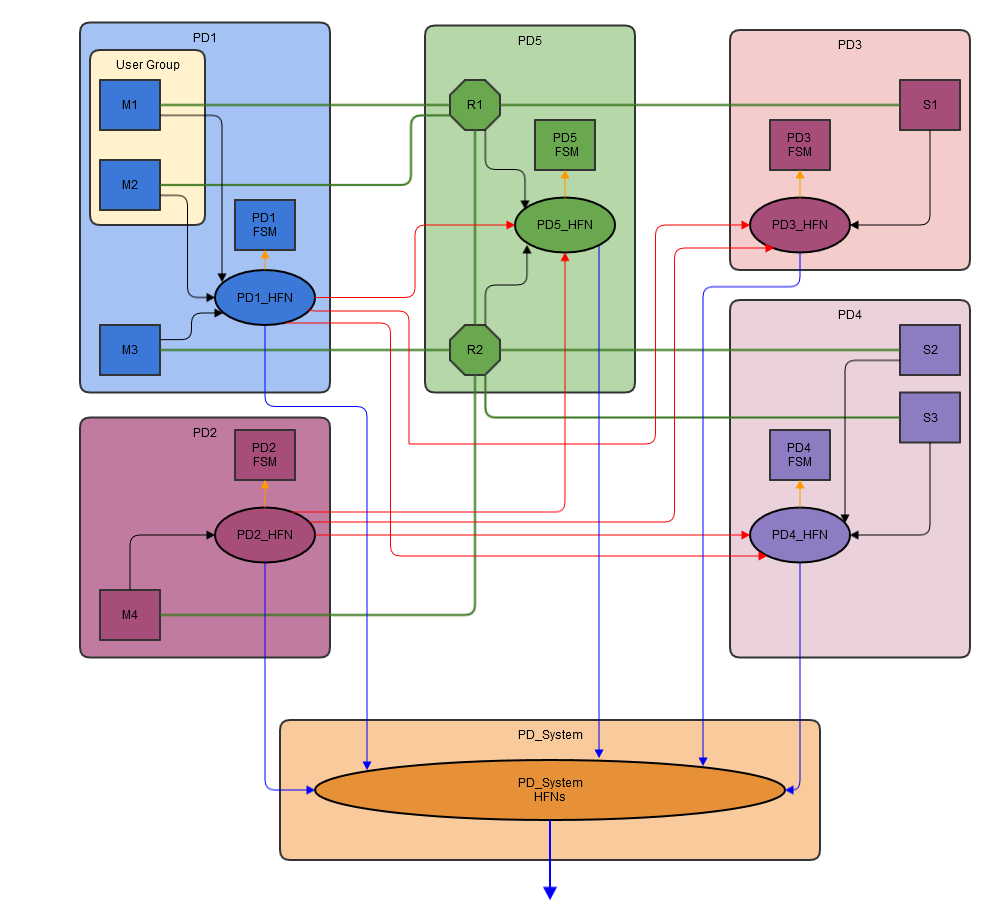 PD1
User Group
M1
M2
PD1
FSM
PD1_HFN
M3
PD5
R1
PD5
FSM
PD5_HFN
R2
PD3
S1
PD3
FSM
PD3_HFN
PD4
S2
S3
PD4
FSM
PD4_HFN
PD2
PD2
FSM
PD2_HFN
M4
PD_System
PD_System
HFNs